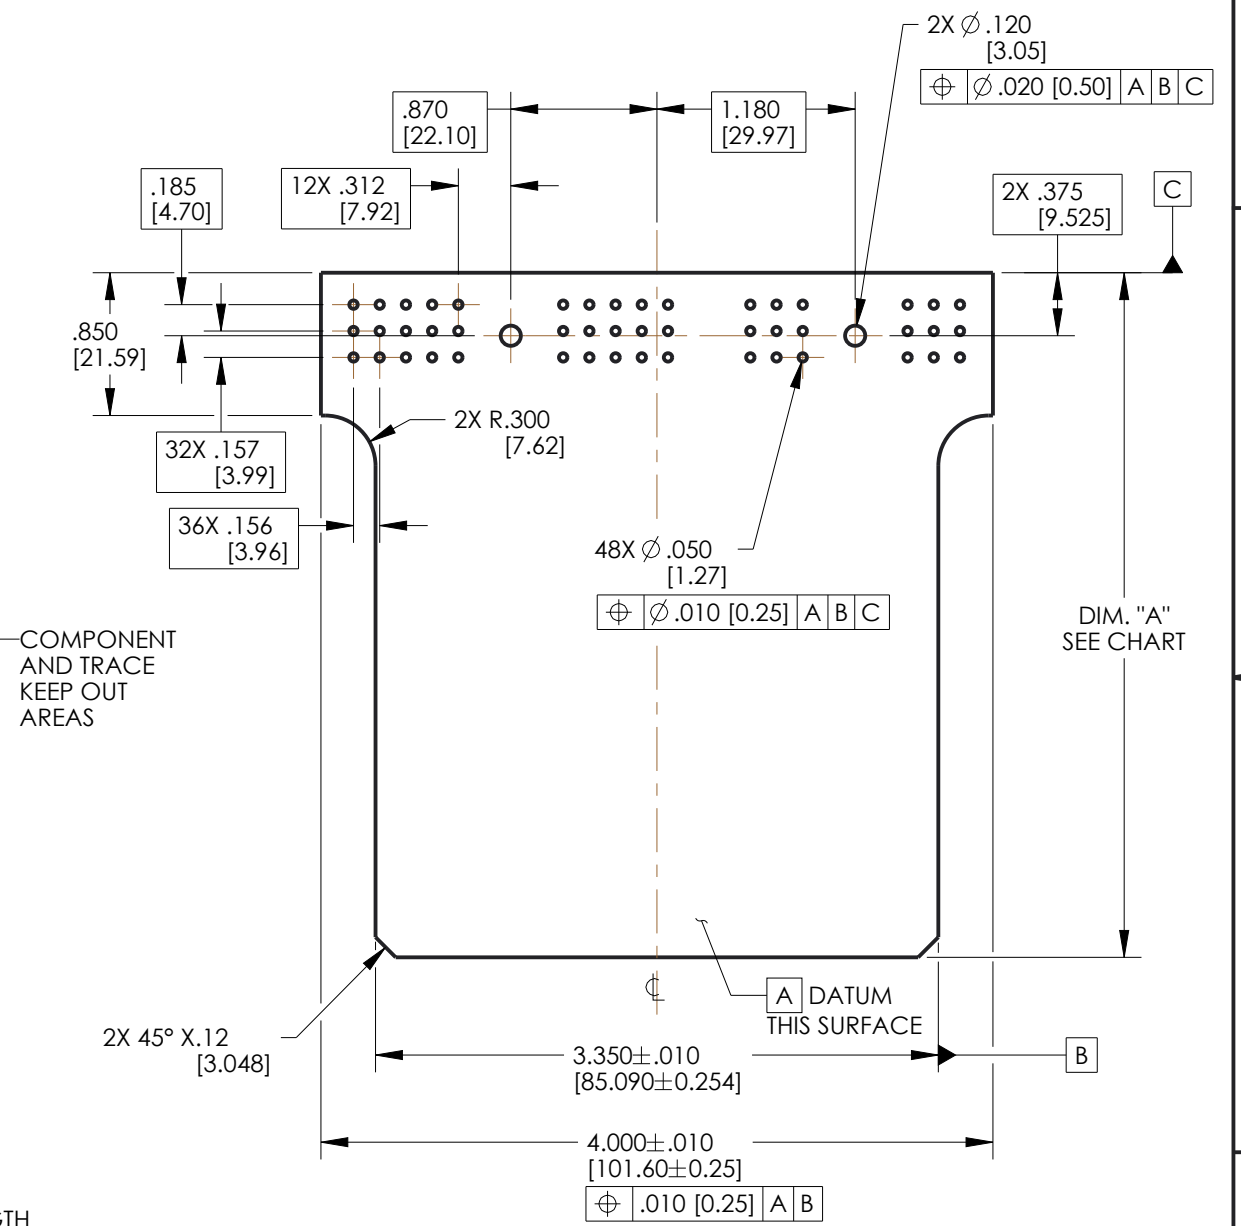 2X ⌀ .120
[3.05]
⌖ ⌀ .020 [0.50] A B C
.870
[22.10]
1.180
[29.97]
12X .312
[7.92]
.185
[4.70]
2X .375
[9.525]
C
.850
[21.59]
2X R.300
[7.62]
32X .157
[3.99]
36X .156
[3.96]
48X ⌀ .050
[1.27]
⌖ ⌀ .010 [0.25] A B C
COMPONENT
AND TRACE
KEEP OUT
AREAS
DIM. "A"
SEE CHART
℄
A DATUM
THIS SURFACE
2X 45° X.12
[3.048]
3.350±.010
[85.090±0.254]
B
4.000±.010
[101.60±0.25]
⌖ .010 [0.25] A B